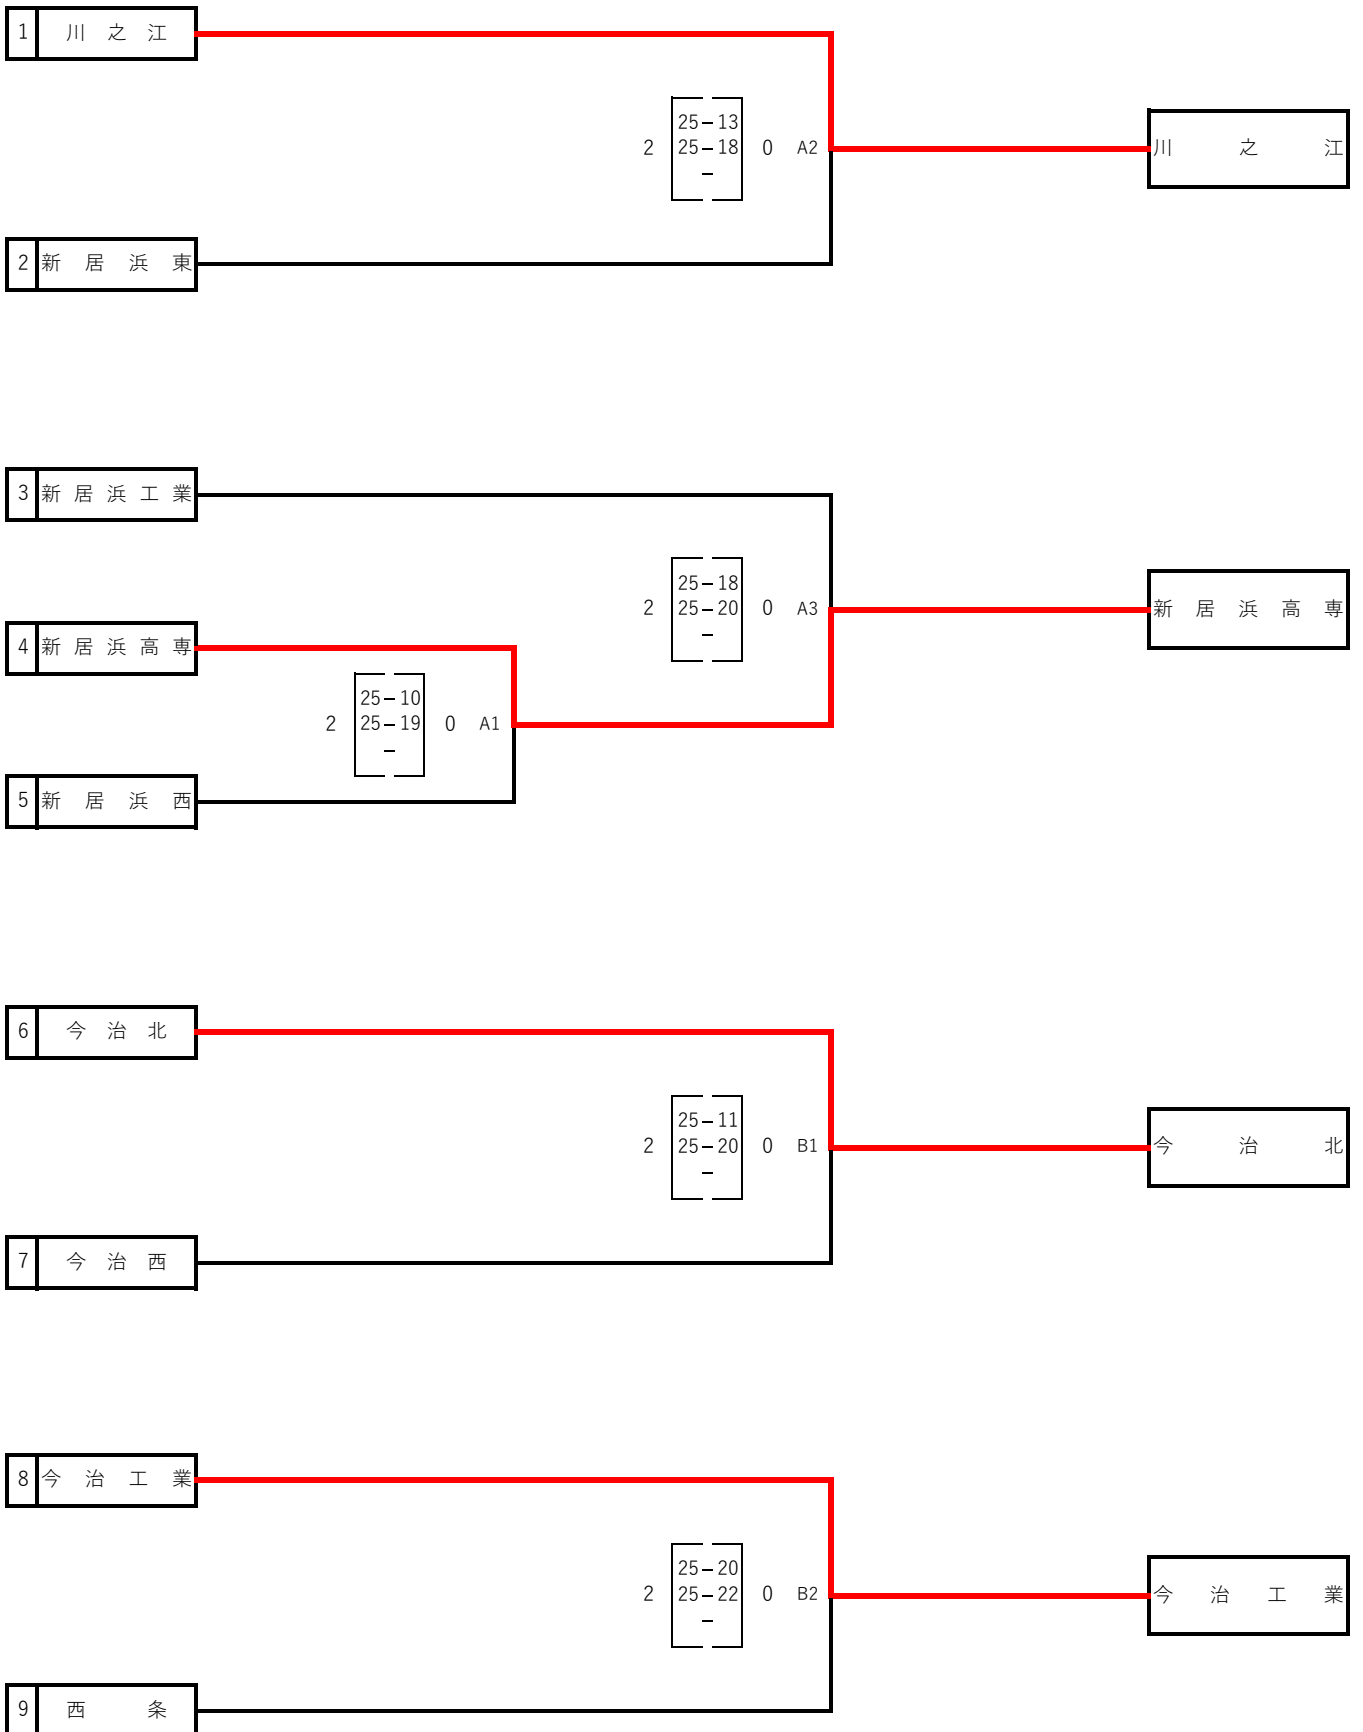 1 川之江
25－13
2 25－18 0 A2
－
川之江
2 新居浜東
3 新居浜工業
25－18
2 25－20 0 A3
－
新居浜高専
4 新居浜高専
25－10
2 25－19 0 A1
－
5 新居浜西
6 今治北
25－11
2 25－20 0 B1
－
今治北
7 今治西
8 今治工業
25－20
2 25－22 0 B2
－
今治工業
9 西条